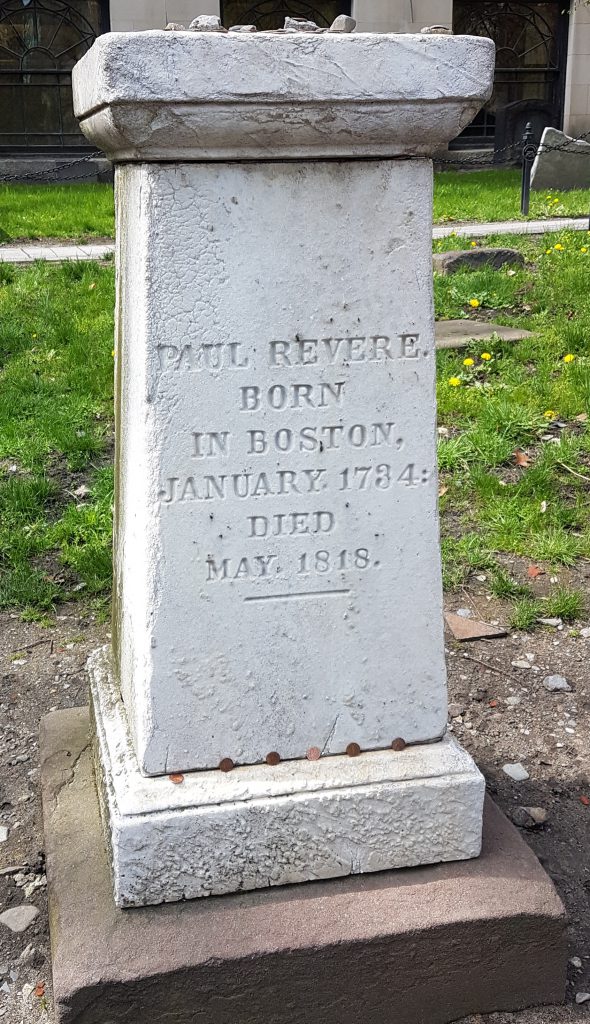 PAUL REVERE.
BORN
IN BOSTON,
JANUARY. 1734:
DIED
MAY. 1818.